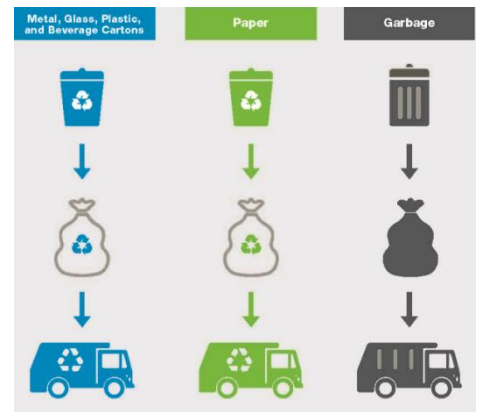 Metal, Glass, Plastic,
and Beverage Cartons
Paper
Garbage